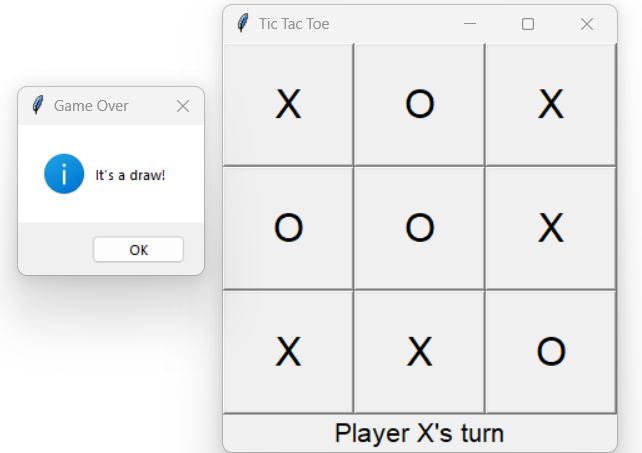 Game Over
It's a draw!
OK
Tic Tac Toe
X O X
O O X
X X O
Player X's turn